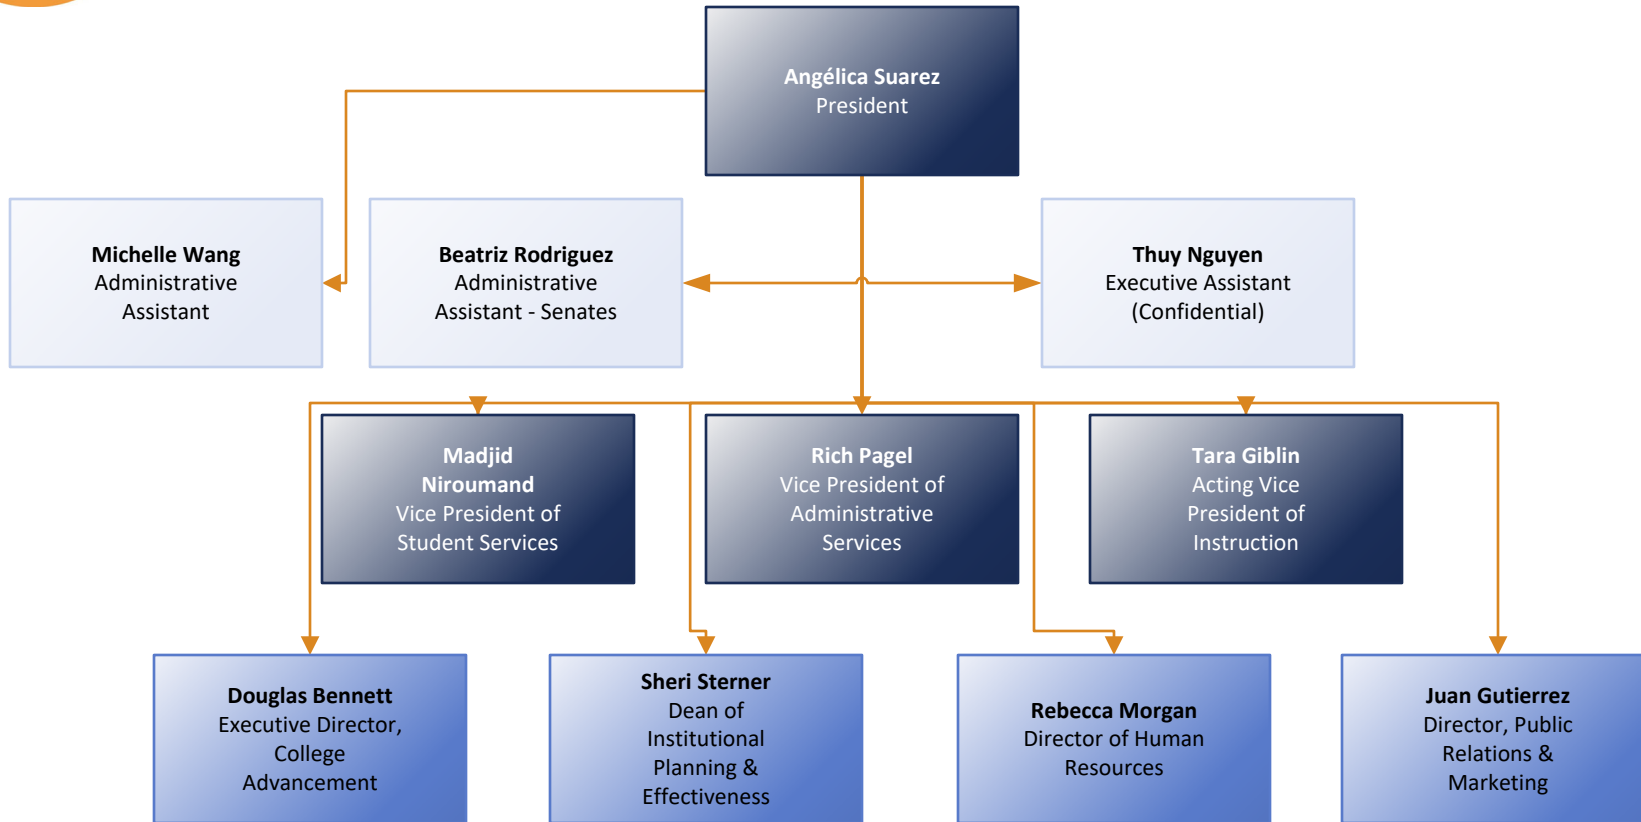 Angélica Suarez
President
Michelle Wang
Administrative
Assistant
Beatriz Rodriguez
Administrative
Assistant - Senates
Thuy Nguyen
Executive Assistant
(Confidential)
Madjid
Niroumand
Vice President of
Student Services
Rich Pagel
Vice President of
Administrative
Services
Tara Giblin
Acting Vice
President of
Instruction
Douglas Bennett
Executive Director,
College
Advancement
Sheri Sterner
Dean of
Institutional
Planning &
Effectiveness
Rebecca Morgan
Director of Human
Resources
Juan Gutierrez
Director, Public
Relations &
Marketing